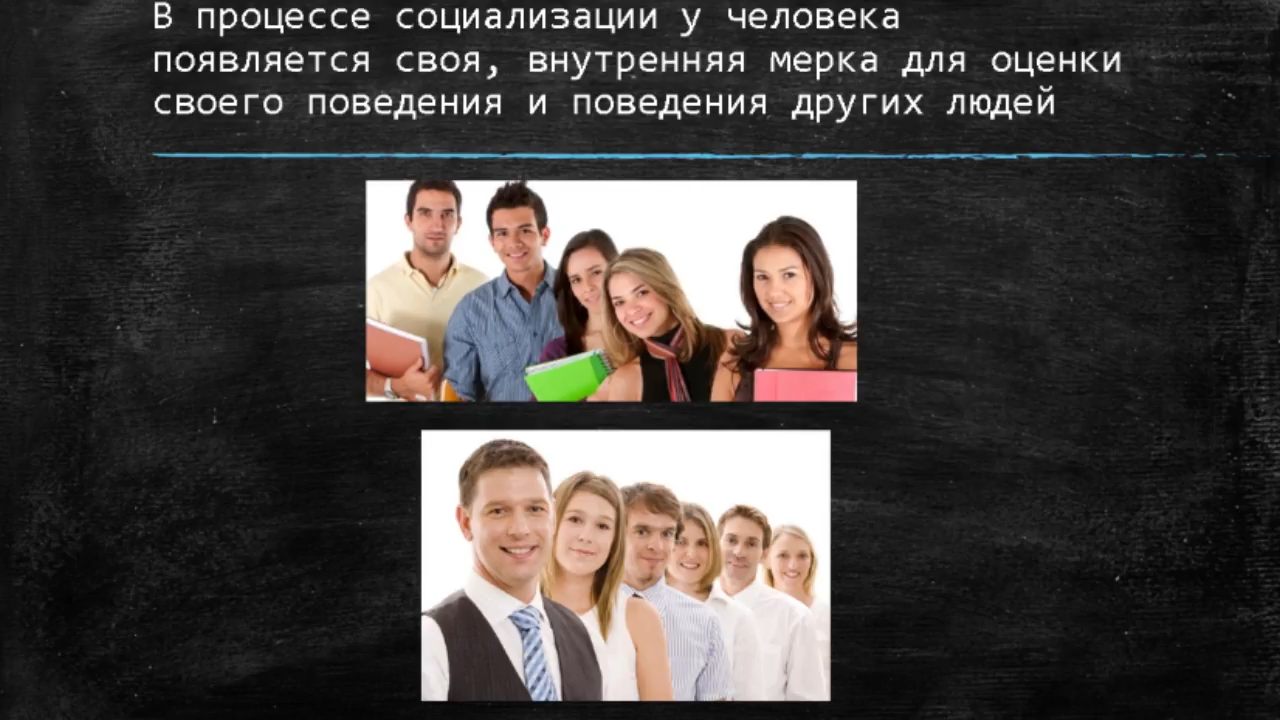 В процессе социализации у человека
появляется своя, внутренняя мерка для оценки
своего поведения и поведения других людей